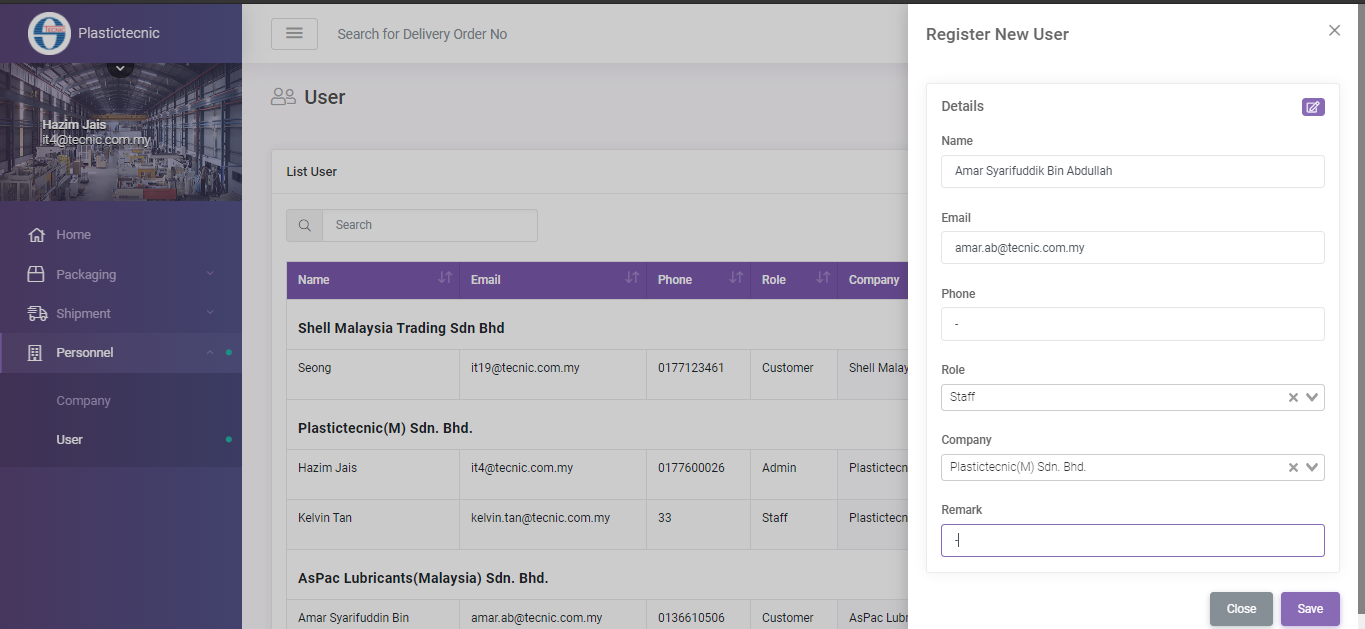 TECNIC
Plastictecnic
Hazim Jais
it4@tecnic.com.my
Home
Packaging
Shipment
Personnel
Company
User
Search for Delivery Order No
User
List User
Search
Name Email Phone Role Company
Shell Malaysia Trading Sdn Bhd
Seong it19@tecnic.com.my 0177123461 Customer Shell Malay
Plastictecnic(M) Sdn. Bhd.
Hazim Jais it4@tecnic.com.my 0177600026 Admin Plastictecn
Kelvin Tan kelvin.tan@tecnic.com.my 33 Staff Plastictecn
AsPac Lubricants(Malaysia) Sdn. Bhd.
Amar Syarifuddin Bin amar.ab@tecnic.com.my 0136610506 Customer AsPac Lubr
Register New User
Details
Name
Amar Syarifuddik Bin Abdullah
Email
amar.ab@tecnic.com.my
Phone
-
Role
Staff
Company
Plastictecnic(M) Sdn. Bhd.
Remark
-
Close Save